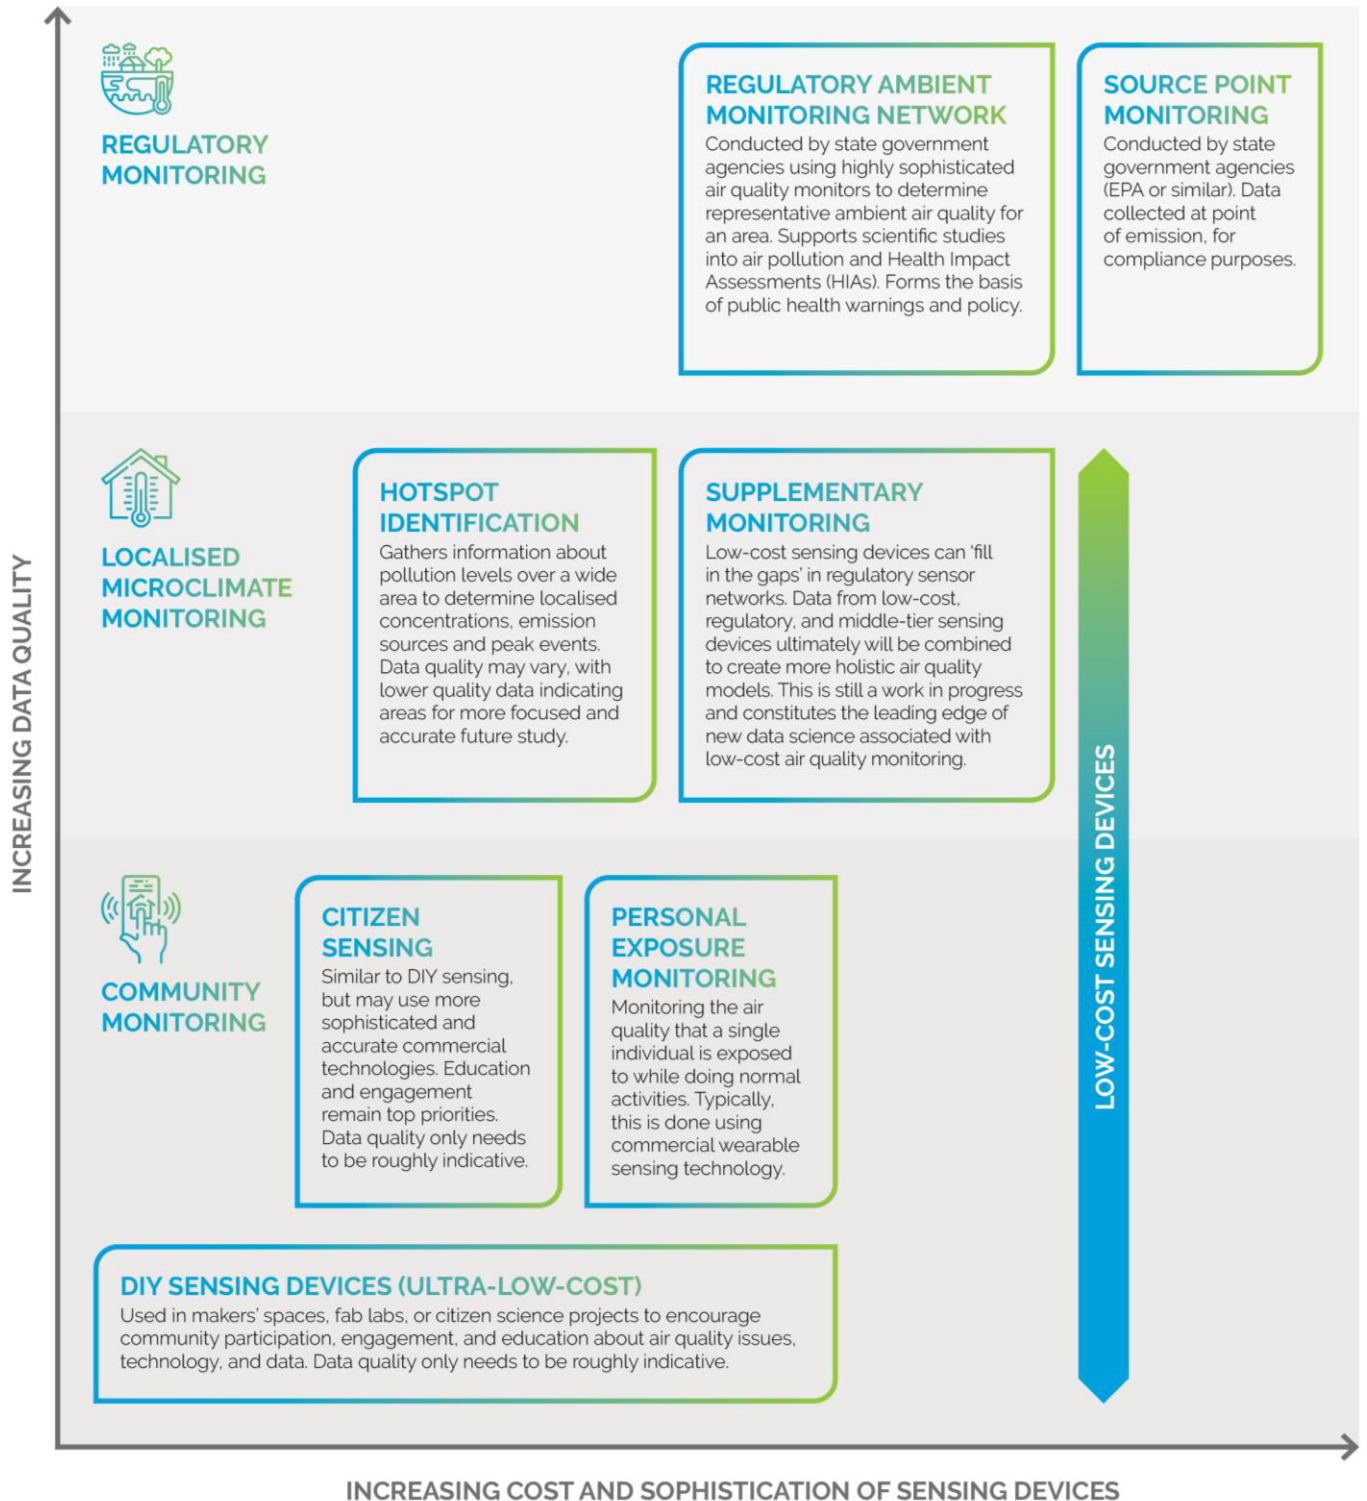 REGULATORY
MONITORING
REGULATORY AMBIENT
MONITORING NETWORK
Conducted by state government
agencies using highly sophisticated
air quality monitors to determine
representative ambient air quality for
an area. Supports scientific studies
into air pollution and Health Impact
Assessments (HIAs). Forms the basis
of public health warnings and policy.
SOURCE POINT
MONITORING
Conducted by state
government agencies
(EPA or similar). Data
collected at point
of emission, for
compliance purposes.
LOCALISED
MICROCLIMATE
MONITORING
HOTSPOT
IDENTIFICATION
Gathers information about
pollution levels over a wide
area to determine localised
concentrations, emission
sources and peak events.
Data quality may vary, with
lower quality data indicating
areas for more focused and
accurate future study.
SUPPLEMENTARY
MONITORING
Low-cost sensing devices can ‘fill
in the gaps’ in regulatory sensor
networks. Data from low-cost,
regulatory, and middle-tier sensing
devices ultimately will be combined
to create more holistic air quality
models. This is still a work in progress
and constitutes the leading edge of
new data science associated with
low-cost air quality monitoring.
COMMUNITY
MONITORING
CITIZEN
SENSING
Similar to DIY sensing,
but may use more
sophisticated and
accurate commercial
technologies. Education
and engagement
remain top priorities.
Data quality only needs
to be roughly indicative.
PERSONAL
EXPOSURE
MONITORING
Monitoring the air
quality that a single
individual is exposed
to while doing normal
activities. Typically,
this is done using
commercial wearable
sensing technology.
DIY SENSING DEVICES (ULTRA-LOW-COST)
Used in makers’ spaces, fab labs, or citizen science projects to encourage
community participation, engagement, and education about air quality issues,
technology, and data. Data quality only needs to be roughly indicative.
LOW-COST SENSING DEVICES
INCREASING DATA QUALITY
INCREASING COST AND SOPHISTICATION OF SENSING DEVICES